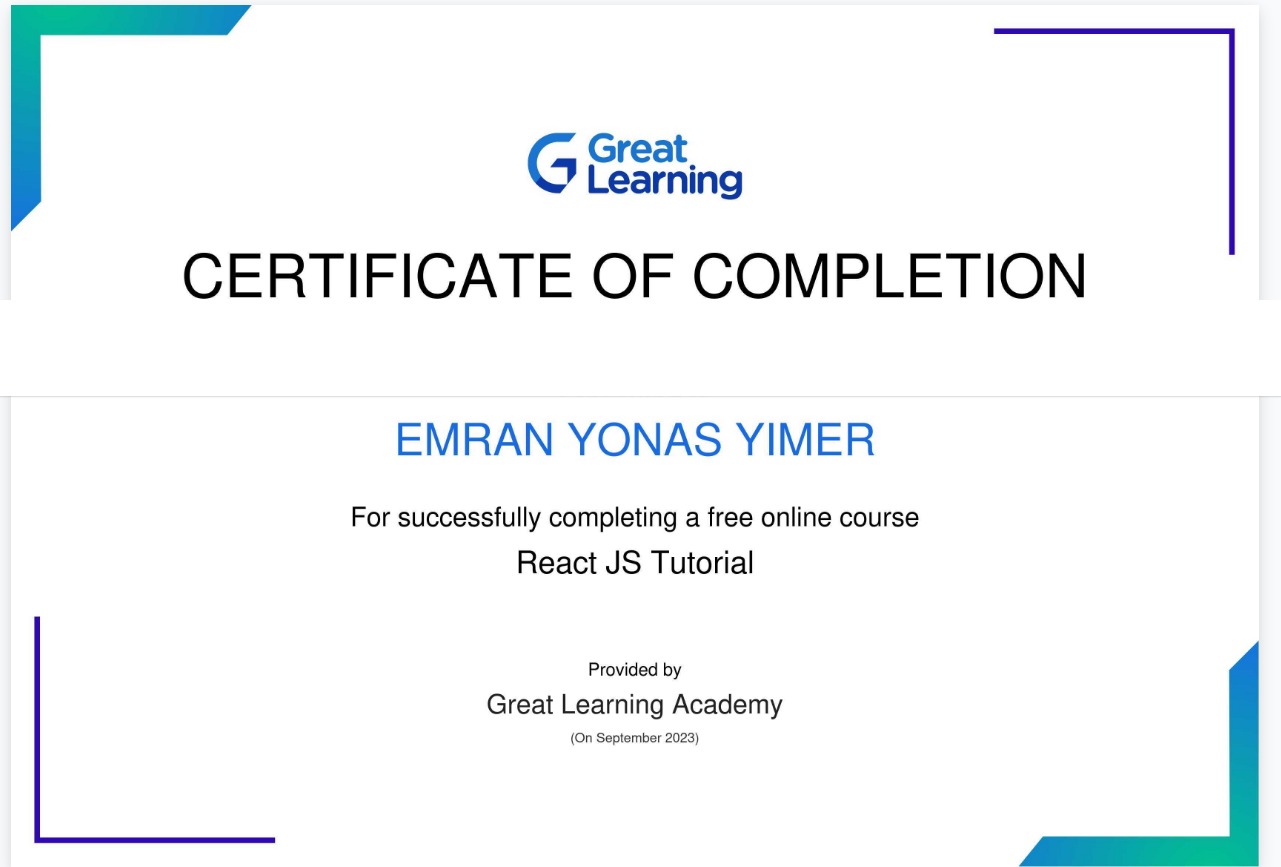 Great
Learning
CERTIFICATE OF COMPLETION
EMRAN YONAS YIMER
For successfully completing a free online course
React JS Tutorial
Provided by
Great Learning Academy
(On September 2023)